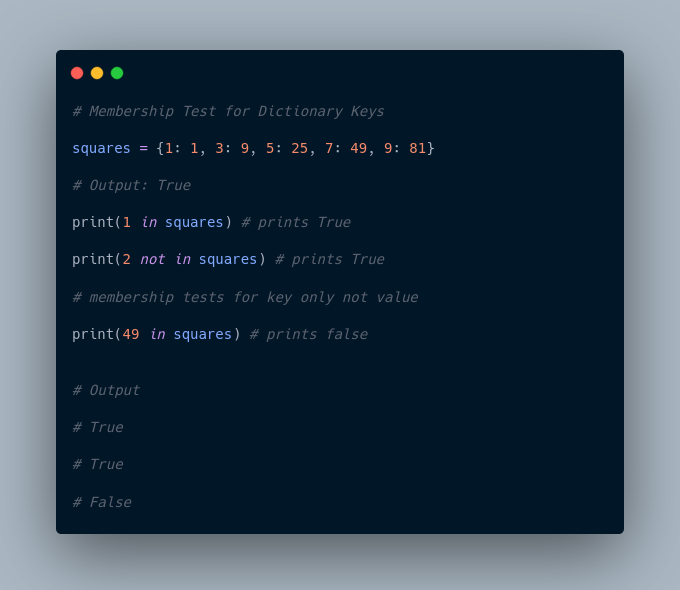 # Membership Test for Dictionary Keys
squares = {1: 1, 3: 9, 5: 25, 7: 49, 9: 81}
# Output: True
print(1 in squares) # prints True
print(2 not in squares) # prints True
# membership tests for key only not value
print(49 in squares) # prints false
# Output
# True
# True
# False